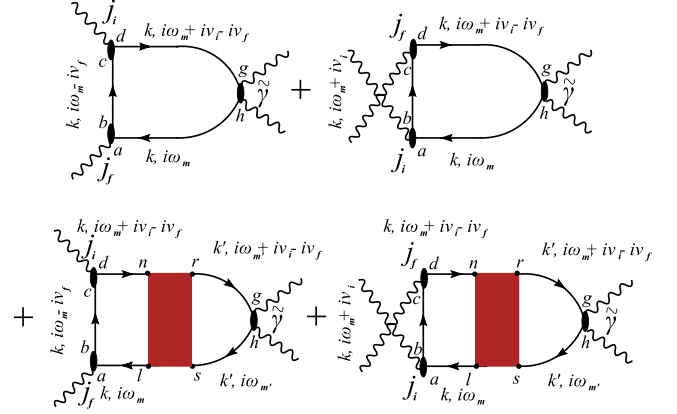 j_i
d k, iω_m + iν_i - iν_f
c
k, iω_m - iν_f
g
γ̃
h
b
a
k, iω_m
j_f
+
j_f
d k, iω_m + iν_i - iν_f
c
k, iω_m + iν_i
g
γ̃
h
b
a
k, iω_m
j_i
+
k, iω_m + iν_i - iν_f
j_i
d n r
k', iω_m' + iν_i - iν_f
c
k, iω_m - iν_f
g
γ̃
h
b
a l s
k, iω_m
k', iω_m'
j_f
+
k, iω_m + iν_i - iν_f
j_f
d n r
k', iω_m' + iν_i - iν_f
c
k, iω_m + iν_i
g
γ̃
h
b
a l s
k, iω_m
k', iω_m'
j_i